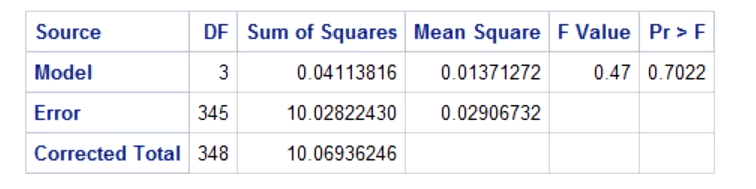 Source DF Sum of Squares Mean Square F Value Pr > F
Model 3 0.04113816 0.01371272 0.47 0.7022
Error 345 10.02822430 0.02906732
Corrected Total 348 10.06936246